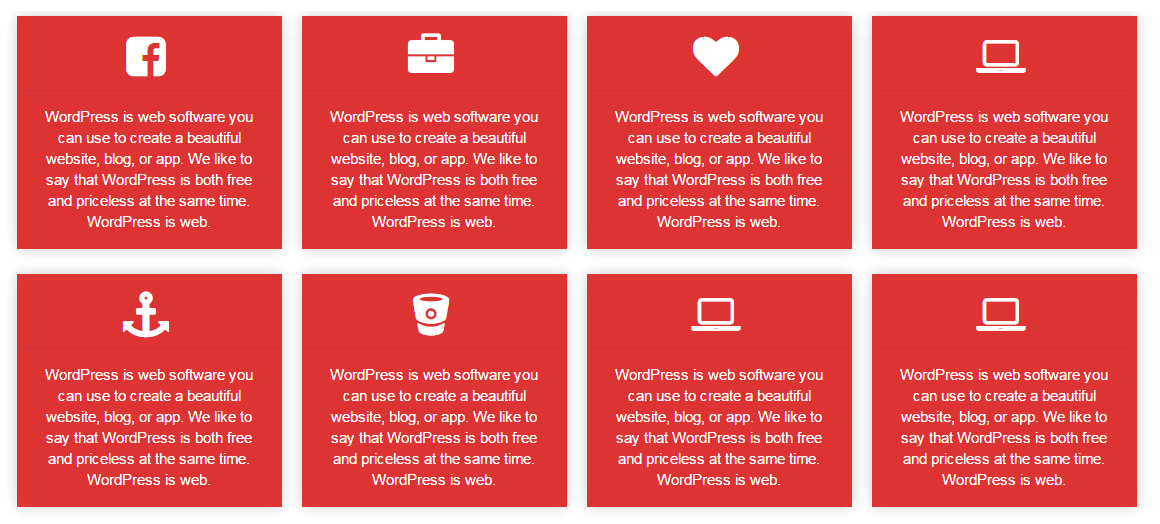 WordPress is web software you
can use to create a beautiful
website, blog, or app. We like to
say that WordPress is both free
and priceless at the same time.
WordPress is web.
WordPress is web software you
can use to create a beautiful
website, blog, or app. We like to
say that WordPress is both free
and priceless at the same time.
WordPress is web.
WordPress is web software you
can use to create a beautiful
website, blog, or app. We like to
say that WordPress is both free
and priceless at the same time.
WordPress is web.
WordPress is web software you
can use to create a beautiful
website, blog, or app. We like to
say that WordPress is both free
and priceless at the same time.
WordPress is web.
WordPress is web software you
can use to create a beautiful
website, blog, or app. We like to
say that WordPress is both free
and priceless at the same time.
WordPress is web.
WordPress is web software you
can use to create a beautiful
website, blog, or app. We like to
say that WordPress is both free
and priceless at the same time.
WordPress is web.
WordPress is web software you
can use to create a beautiful
website, blog, or app. We like to
say that WordPress is both free
and priceless at the same time.
WordPress is web.
WordPress is web software you
can use to create a beautiful
website, blog, or app. We like to
say that WordPress is both free
and priceless at the same time.
WordPress is web.